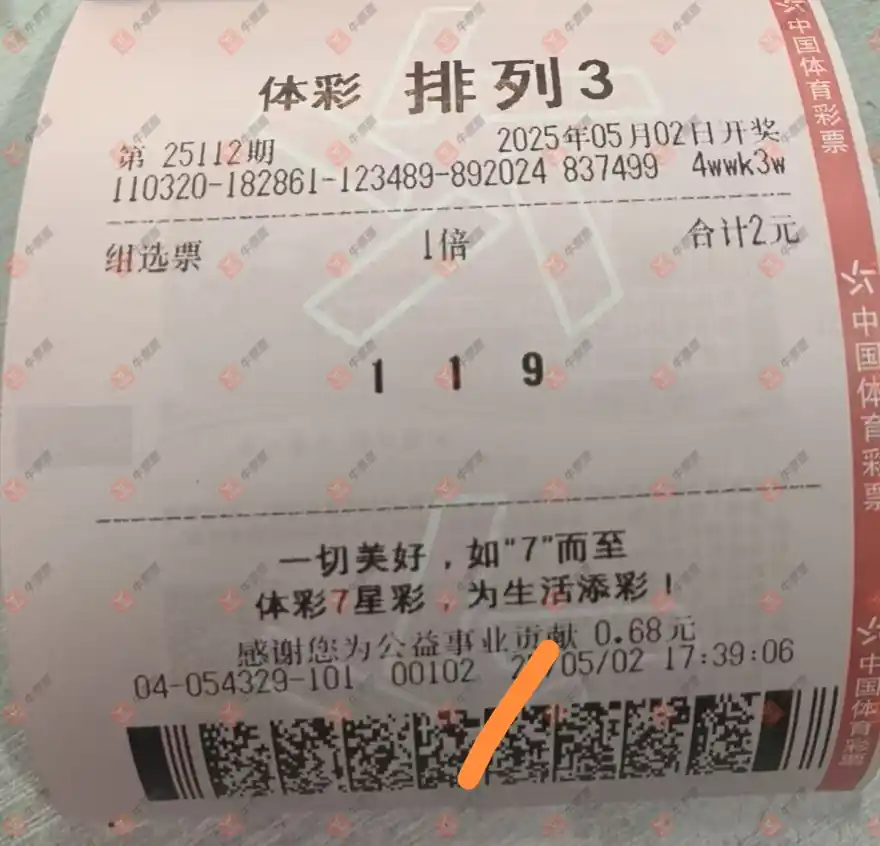 体彩 排列3
第 25112期 2025年05月02日开奖
110320-182861-123489-892024 837499 4wwk3w
组选票 1倍 合计2元
1 1 9
一切美好，如“7”而至
体彩7星彩，为生活添彩！
感谢您为公益事业贡献 0.68元
04-054329-101 00102 /05/02 17:39:06
中国体育彩票
中国体育彩票
中国体育彩票